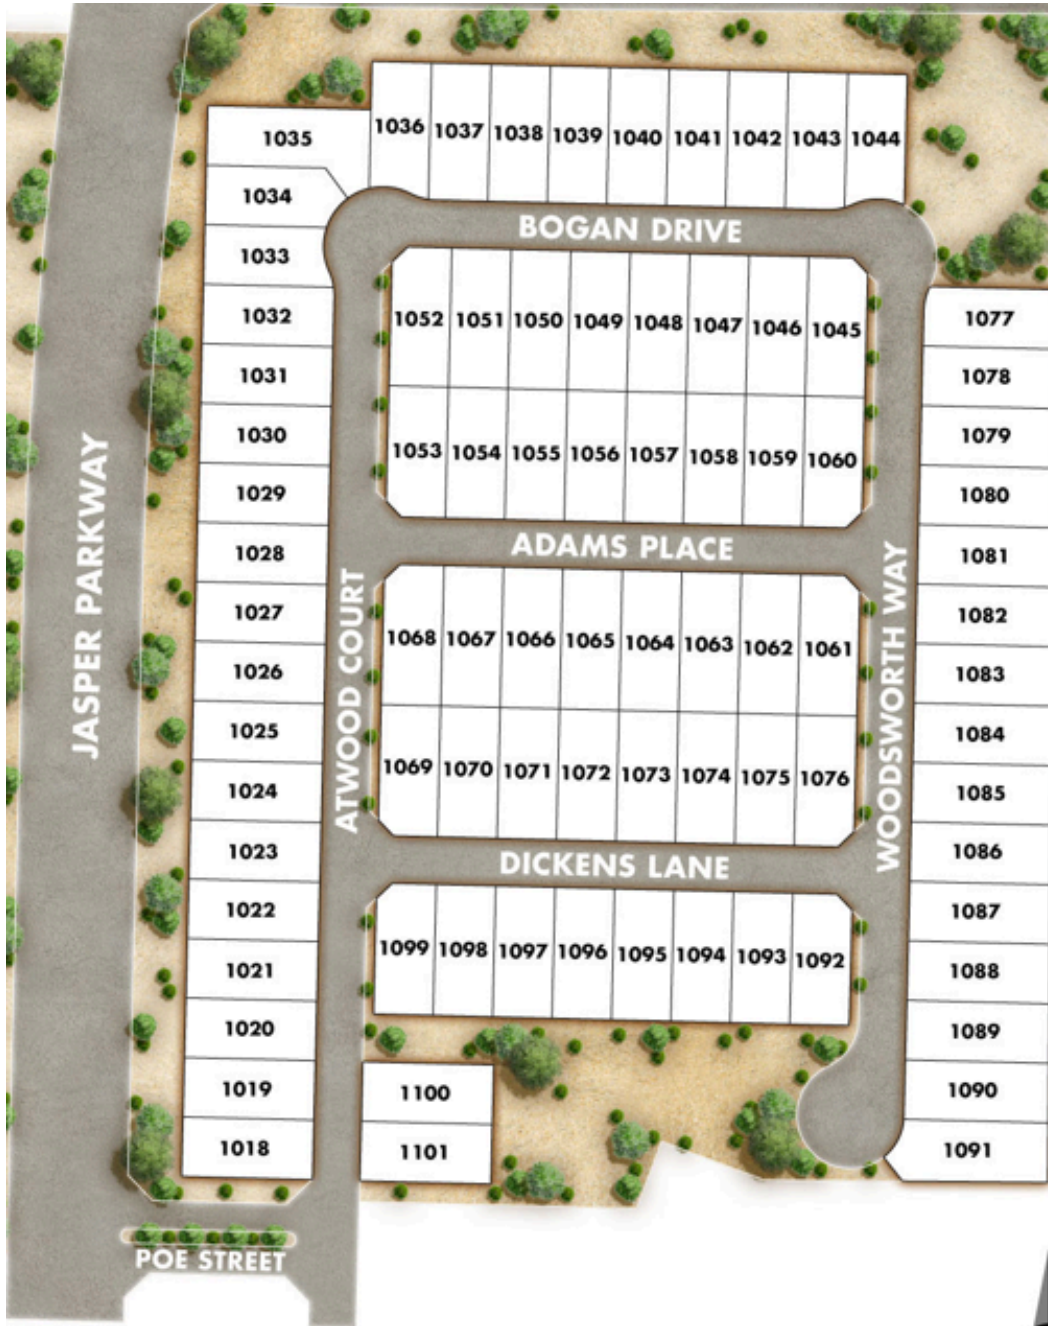 1035
1036 1037 1038 1039 1040 1041 1042 1043 1044
1034
BOGAN DRIVE
1033
1032
1052 1051 1050 1049 1048 1047 1046 1045
1077
1031
1078
1030
1053 1054 1055 1056 1057 1058 1059 1060
1079
1029
1080
1028
ADAMS PLACE
1081
JASPER PARKWAY
ATWOOD COURT
WOODSWORTH WAY
1027
1082
1068 1067 1066 1065 1064 1063 1062 1061
1026
1083
1025
1084
1069 1070 1071 1072 1073 1074 1075 1076
1024
1085
1023
1086
DICKENS LANE
1022
1087
1099 1098 1097 1096 1095 1094 1093 1092
1021
1088
1020
1089
1019
1100
1090
1018
1101
1091
POE STREET